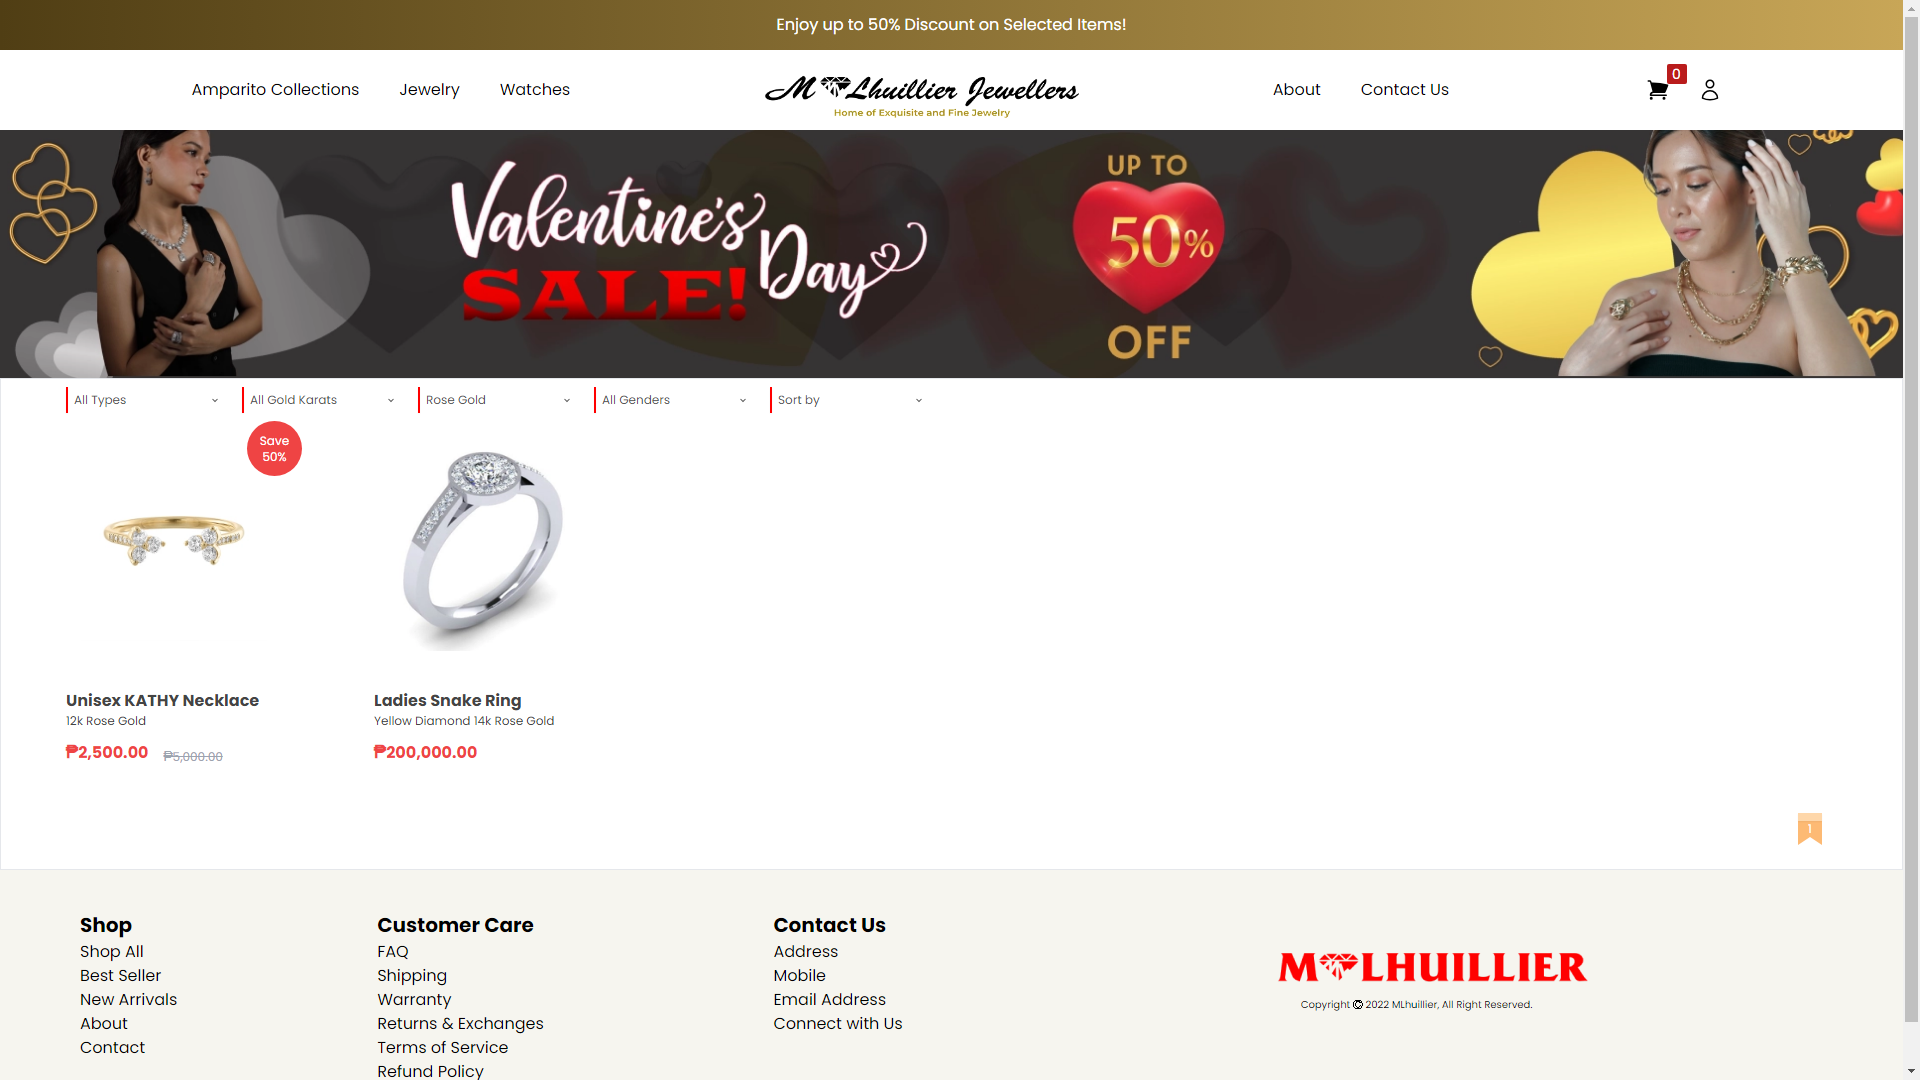 Enjoy up to 50% Discount on Selected Items!
Amparito Collections
Jewelry
Watches
M Lhuillier Jewellers
Home of Exquisite and Fine Jewelry
About
Contact Us
0
Valentine's
Day
SALE!
UP TO
50%
OFF
All Types
All Gold Karats
Rose Gold
All Genders
Sort by
Save
50%
Unisex KATHY Necklace
12k Rose Gold
₱2,500.00 ₱5,000.00
Ladies Snake Ring
Yellow Diamond 14k Rose Gold
₱200,000.00
1
Shop
Shop All
Best Seller
New Arrivals
About
Contact
Customer Care
FAQ
Shipping
Warranty
Returns & Exchanges
Terms of Service
Refund Policy
Contact Us
Address
Mobile
Email Address
Connect with Us
M LHUILLIER
Copyright © 2022 MLhuillier, All Right Reserved.